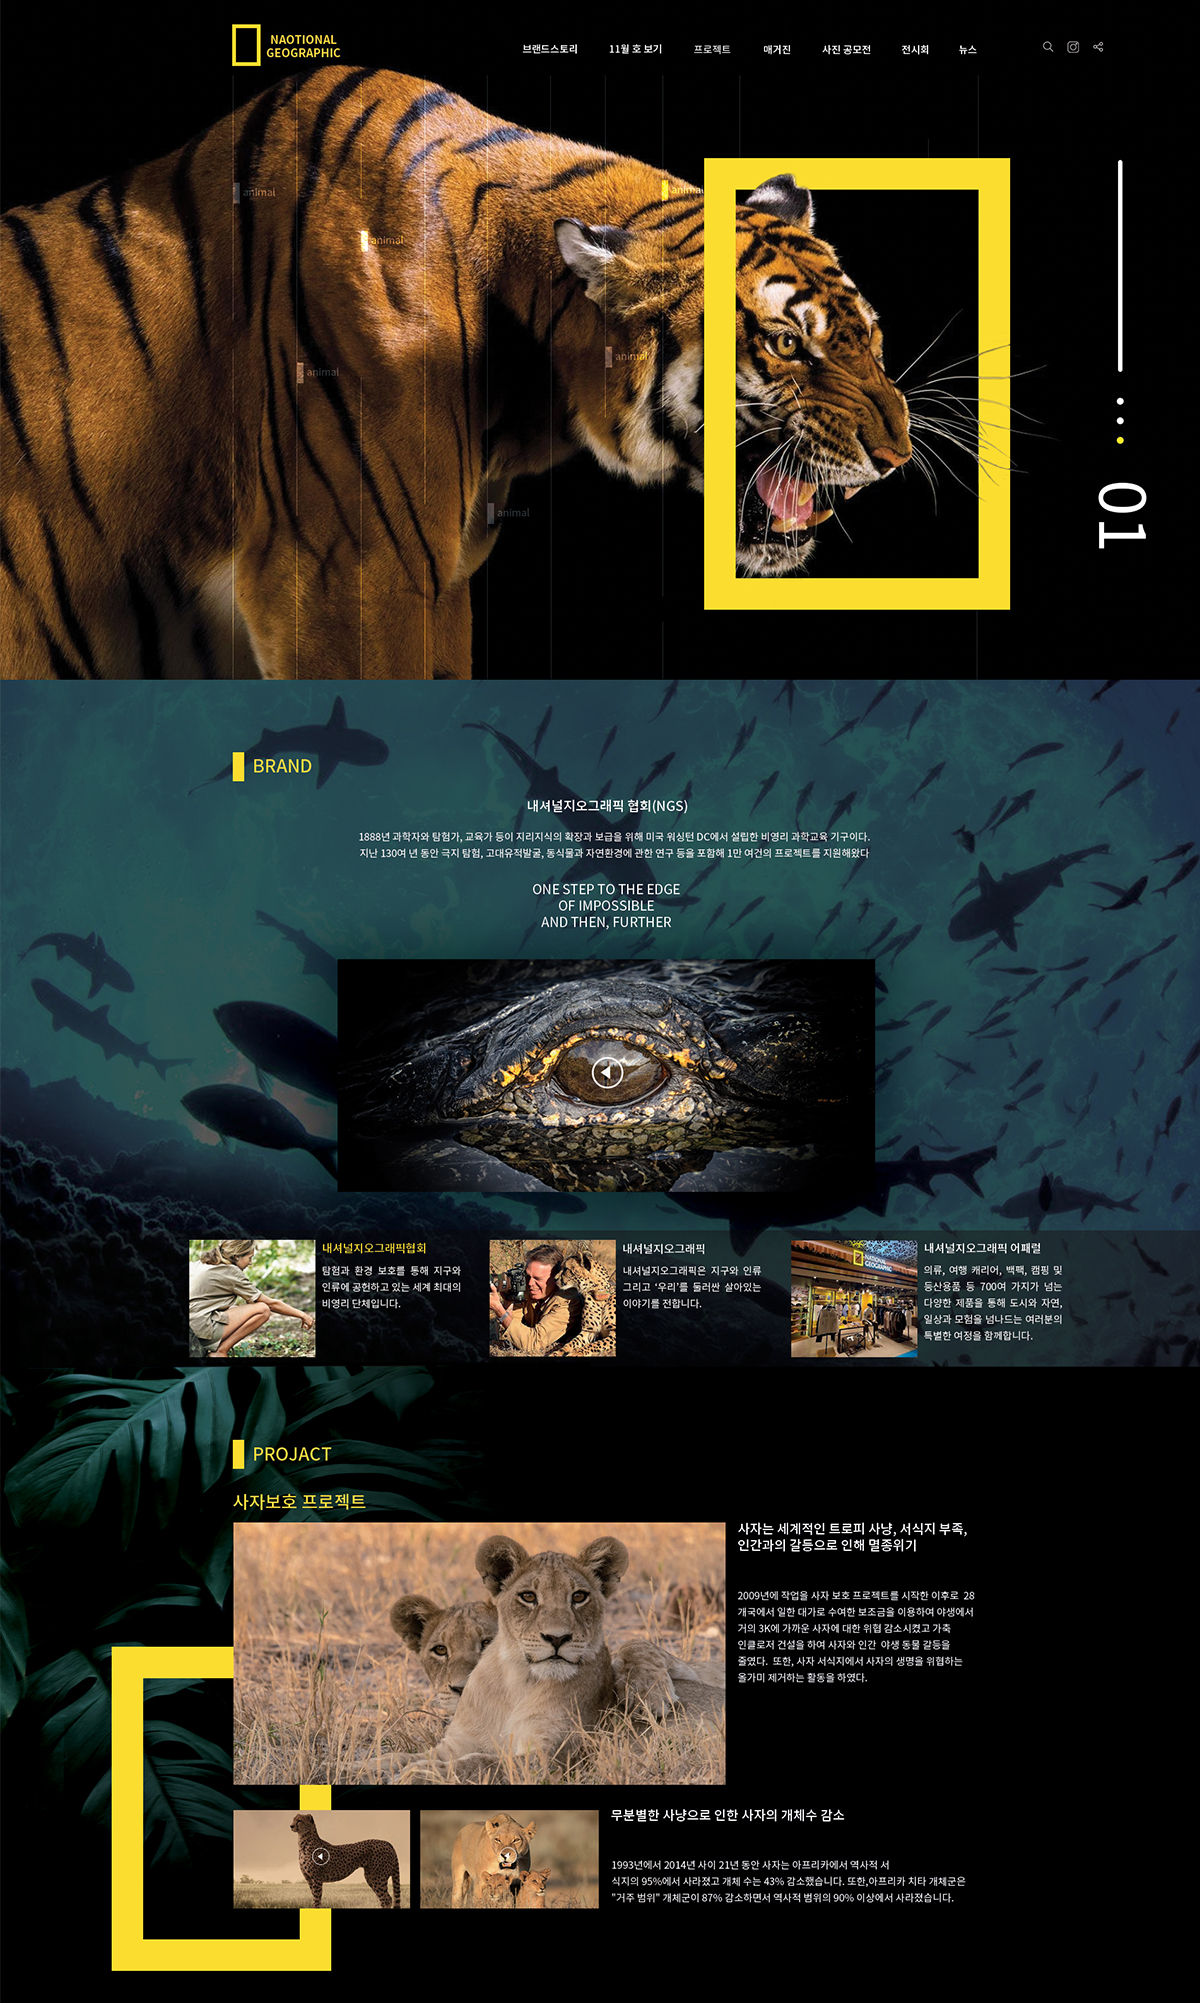 NAOTIONAL
GEOGRAPHIC
브랜드스토리 11월 호 보기 프로젝트 매거진 사진 공모전 전시회 뉴스
animal
animal
animal
animal
animal
animal
01
BRAND
내셔널지오그래픽 협회(NGS)
1888년 과학자와 탐험가, 교육가 등이 지리지식의 확장과 보급을 위해 미국 워싱턴 DC에서 설립한 비영리 과학교육 기구이다.
지난 130여 년 동안 극지 탐험, 고대유적발굴, 동식물과 자연환경에 관한 연구 등을 포함해 1만 여건의 프로젝트를 지원해왔다
ONE STEP TO THE EDGE
OF IMPOSSIBLE
AND THEN, FURTHER
내셔널지오그래픽협회
탐험과 환경 보호를 통해 지구와
인류에 공헌하고 있는 세계 최대의
비영리 단체입니다.
내셔널지오그래픽
내셔널지오그래픽은 지구와 인류
그리고 '우리'를 둘러싼 살아있는
이야기를 전합니다.
NATIONAL
GEOGRAPHIC
내셔널지오그래픽 어패럴
의류, 여행 캐리어, 백팩, 캠핑 및
등산용품 등 700여 가지가 넘는
다양한 제품을 통해 도시와 자연,
일상과 모험을 넘나드는 여러분의
특별한 여정을 함께합니다.
PROJACT
사자보호 프로젝트
사자는 세계적인 트로피 사냥, 서식지 부족,
인간과의 갈등으로 인해 멸종위기
2009년에 작업을 사자 보호 프로젝트를 시작한 이후로 28
개국에서 일한 대가로 수여한 보조금을 이용하여 야생에서
거의 3K에 가까운 사자에 대한 위협 감소시켰고 가축
인클로저 건설을 하여 사자와 인간 야생 동물 갈등을
줄였다. 또한, 사자 서식지에서 사자의 생명을 위협하는
올가미 제거하는 활동을 하였다.
무분별한 사냥으로 인한 사자의 개체수 감소
1993년에서 2014년 사이 21년 동안 사자는 아프리카에서 역사적 서
식지의 95%에서 사라졌고 개체 수는 43% 감소했습니다. 또한,아프리카 치타 개체군은
"거주 범위" 개체군이 87% 감소하면서 역사적 범위의 90% 이상에서 사라졌습니다.